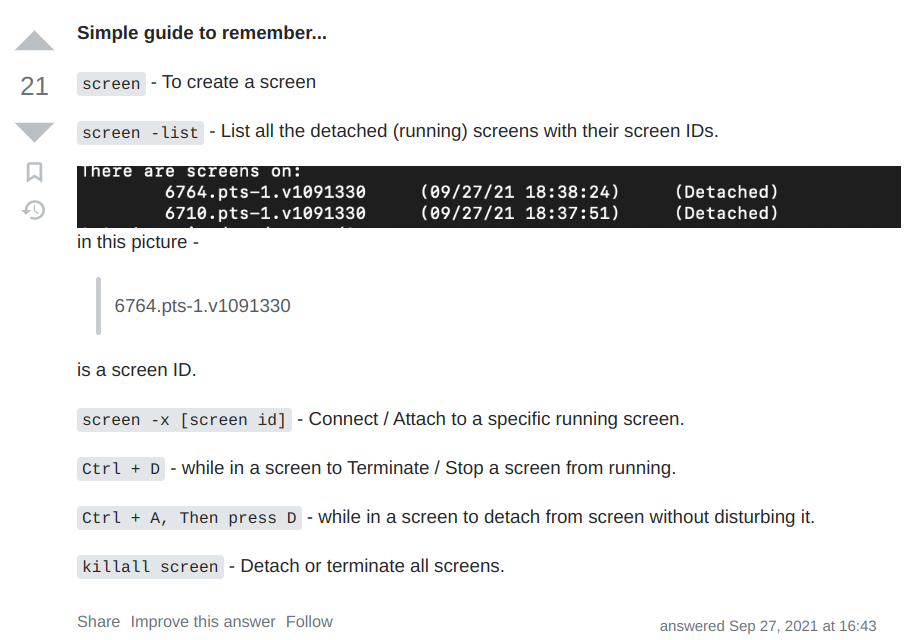 Simple guide to remember...
screen - To create a screen
21
screen -list - List all the detached (running) screens with their screen IDs.
There are screens on:
6764.pts-1.v1091330 (09/27/21 18:38:24) (Detached)
6710.pts-1.v1091330 (09/27/21 18:37:51) (Detached)
in this picture -
6764.pts-1.v1091330
is a screen ID.
screen -x [screen id] - Connect / Attach to a specific running screen.
Ctrl + D - while in a screen to Terminate / Stop a screen from running.
Ctrl + A, Then press D - while in a screen to detach from screen without disturbing it.
killall screen - Detach or terminate all screens.
Share Improve this answer Follow
answered Sep 27, 2021 at 16:43